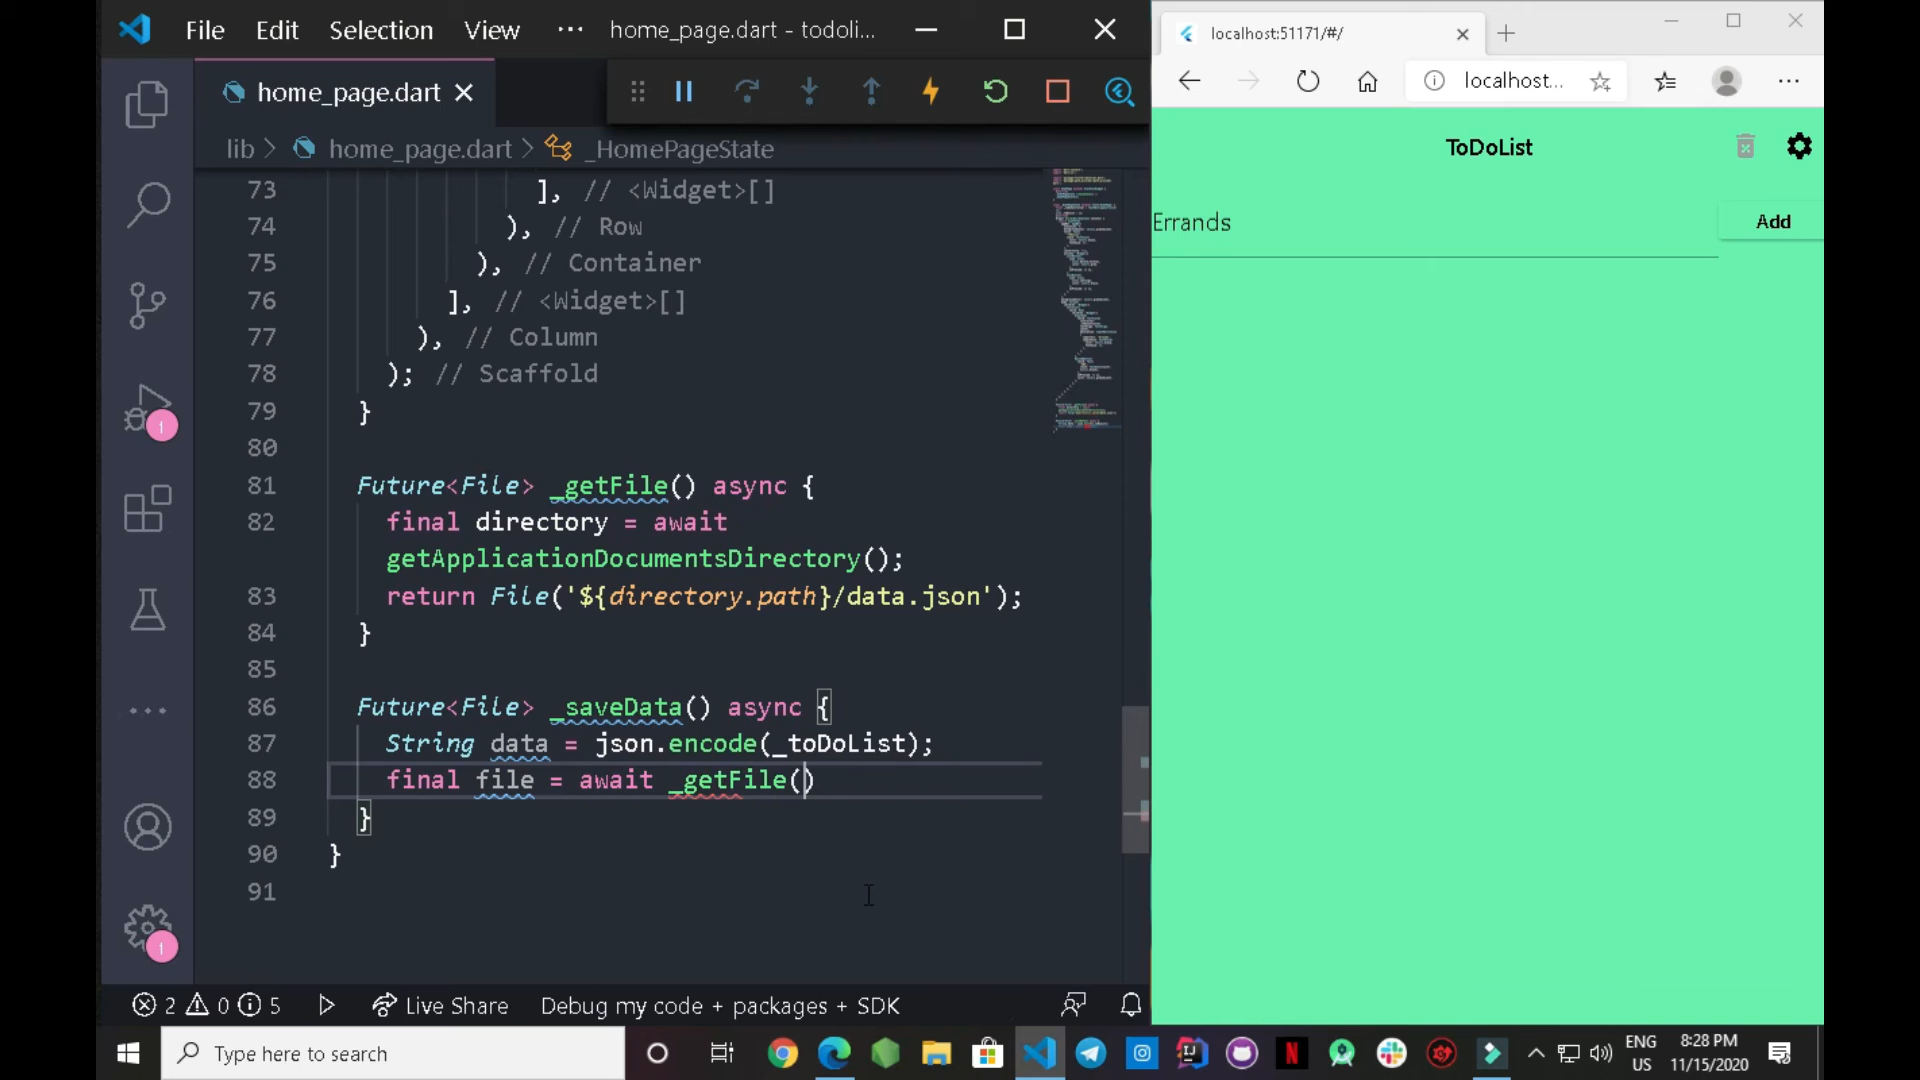 File Edit Selection View ··· home_page.dart - todoli...
home_page.dart
lib > home_page.dart > _HomePageState
73 ], // <Widget>[]
74 ), // Row
75 ), // Container
76 ], // <Widget>[]
77 ), // Column
78 ); // Scaffold
79 }
80
81 Future<File> _getFile() async {
82 final directory = await
getApplicationDocumentsDirectory();
83 return File('${directory.path}/data.json');
84 }
85
86 Future<File> _saveData() async {
87 String data = json.encode(_toDoList);
88 final file = await _getFile()
89 }
90 }
91
1
1
2 0 5 Live Share Debug my code + packages + SDK
localhost:51171/#/
localhost...
ToDoList
Errands
Add
Type here to search
ENG
US
8:28 PM
11/15/2020